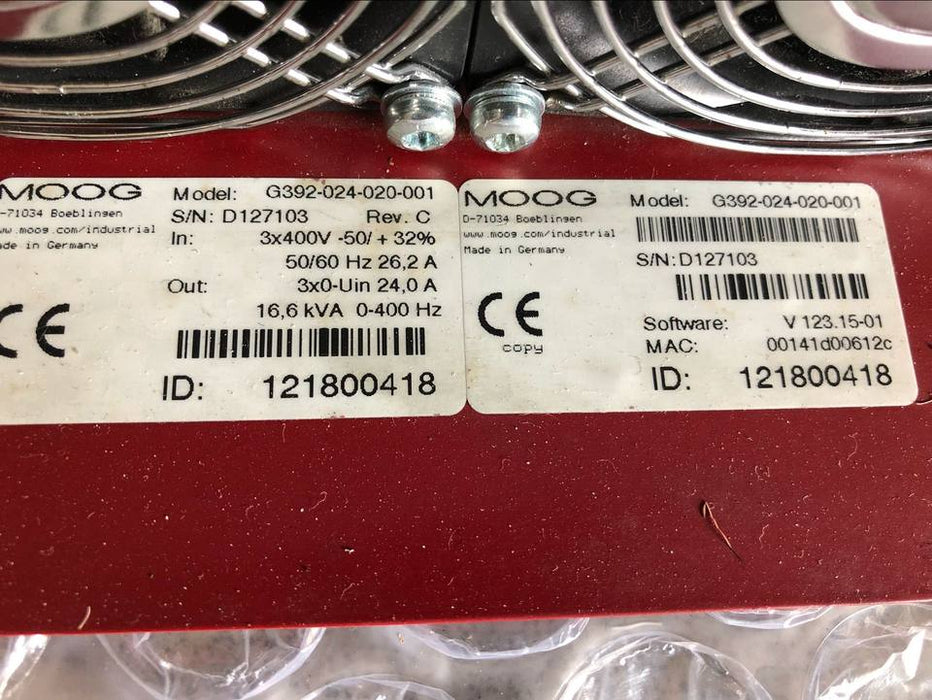 MOOG
Model: G392-024-020-001
D-71034 Boeblingen
S/N: D127103 Rev. C
www.moog.com/industrial
In: 3x400V -50/ + 32%
Made in Germany
50/60 Hz 26,2 A
Out: 3x0-Uin 24,0 A
16,6 kVA 0-400 Hz
CE
ID: 121800418
MOOG
Model: G392-024-020-001
D-71034 Boeblingen
www.moog.com/industrial
Made in Germany
S/N: D127103
CE
copy
Software: V 123.15-01
MAC: 00141d00612c
ID: 121800418